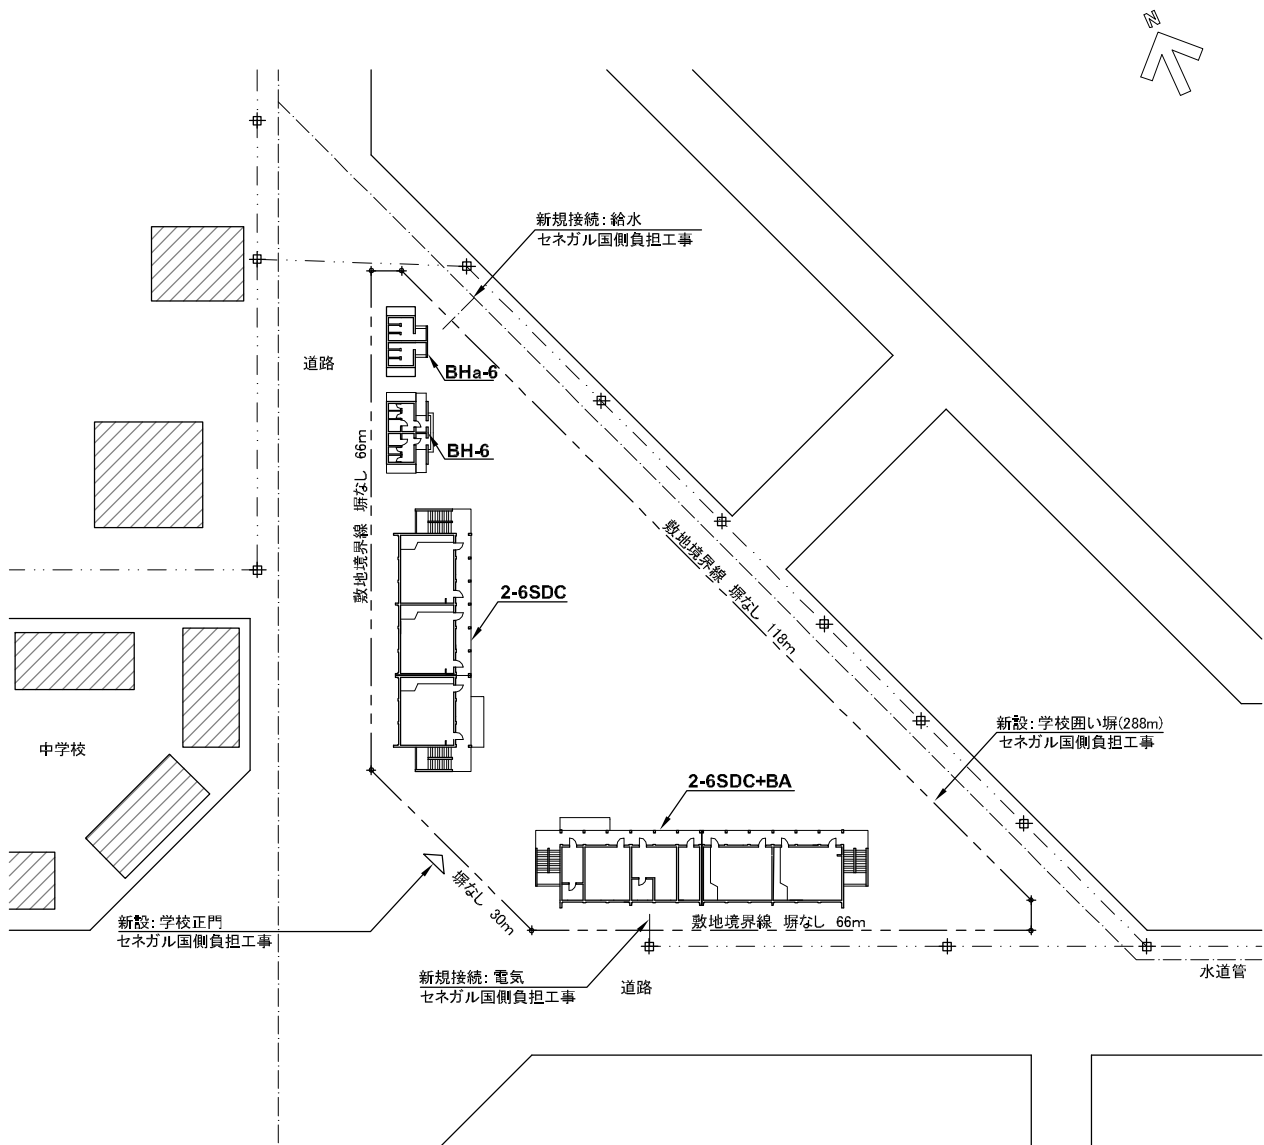 N
新規接続：給水
セネガル国側負担工事
道路
BHa-6
BH-6
敷地境界線 塀なし 66m
敷地境界線 塀なし 118m
2-6SDC
新設：学校囲い塀(288m)
セネガル国側負担工事
中学校
2-6SDC+BA
塀なし 30m
敷地境界線 塀なし 66m
新設：学校正門
セネガル国側負担工事
新規接続：電気
セネガル国側負担工事
道路
水道管